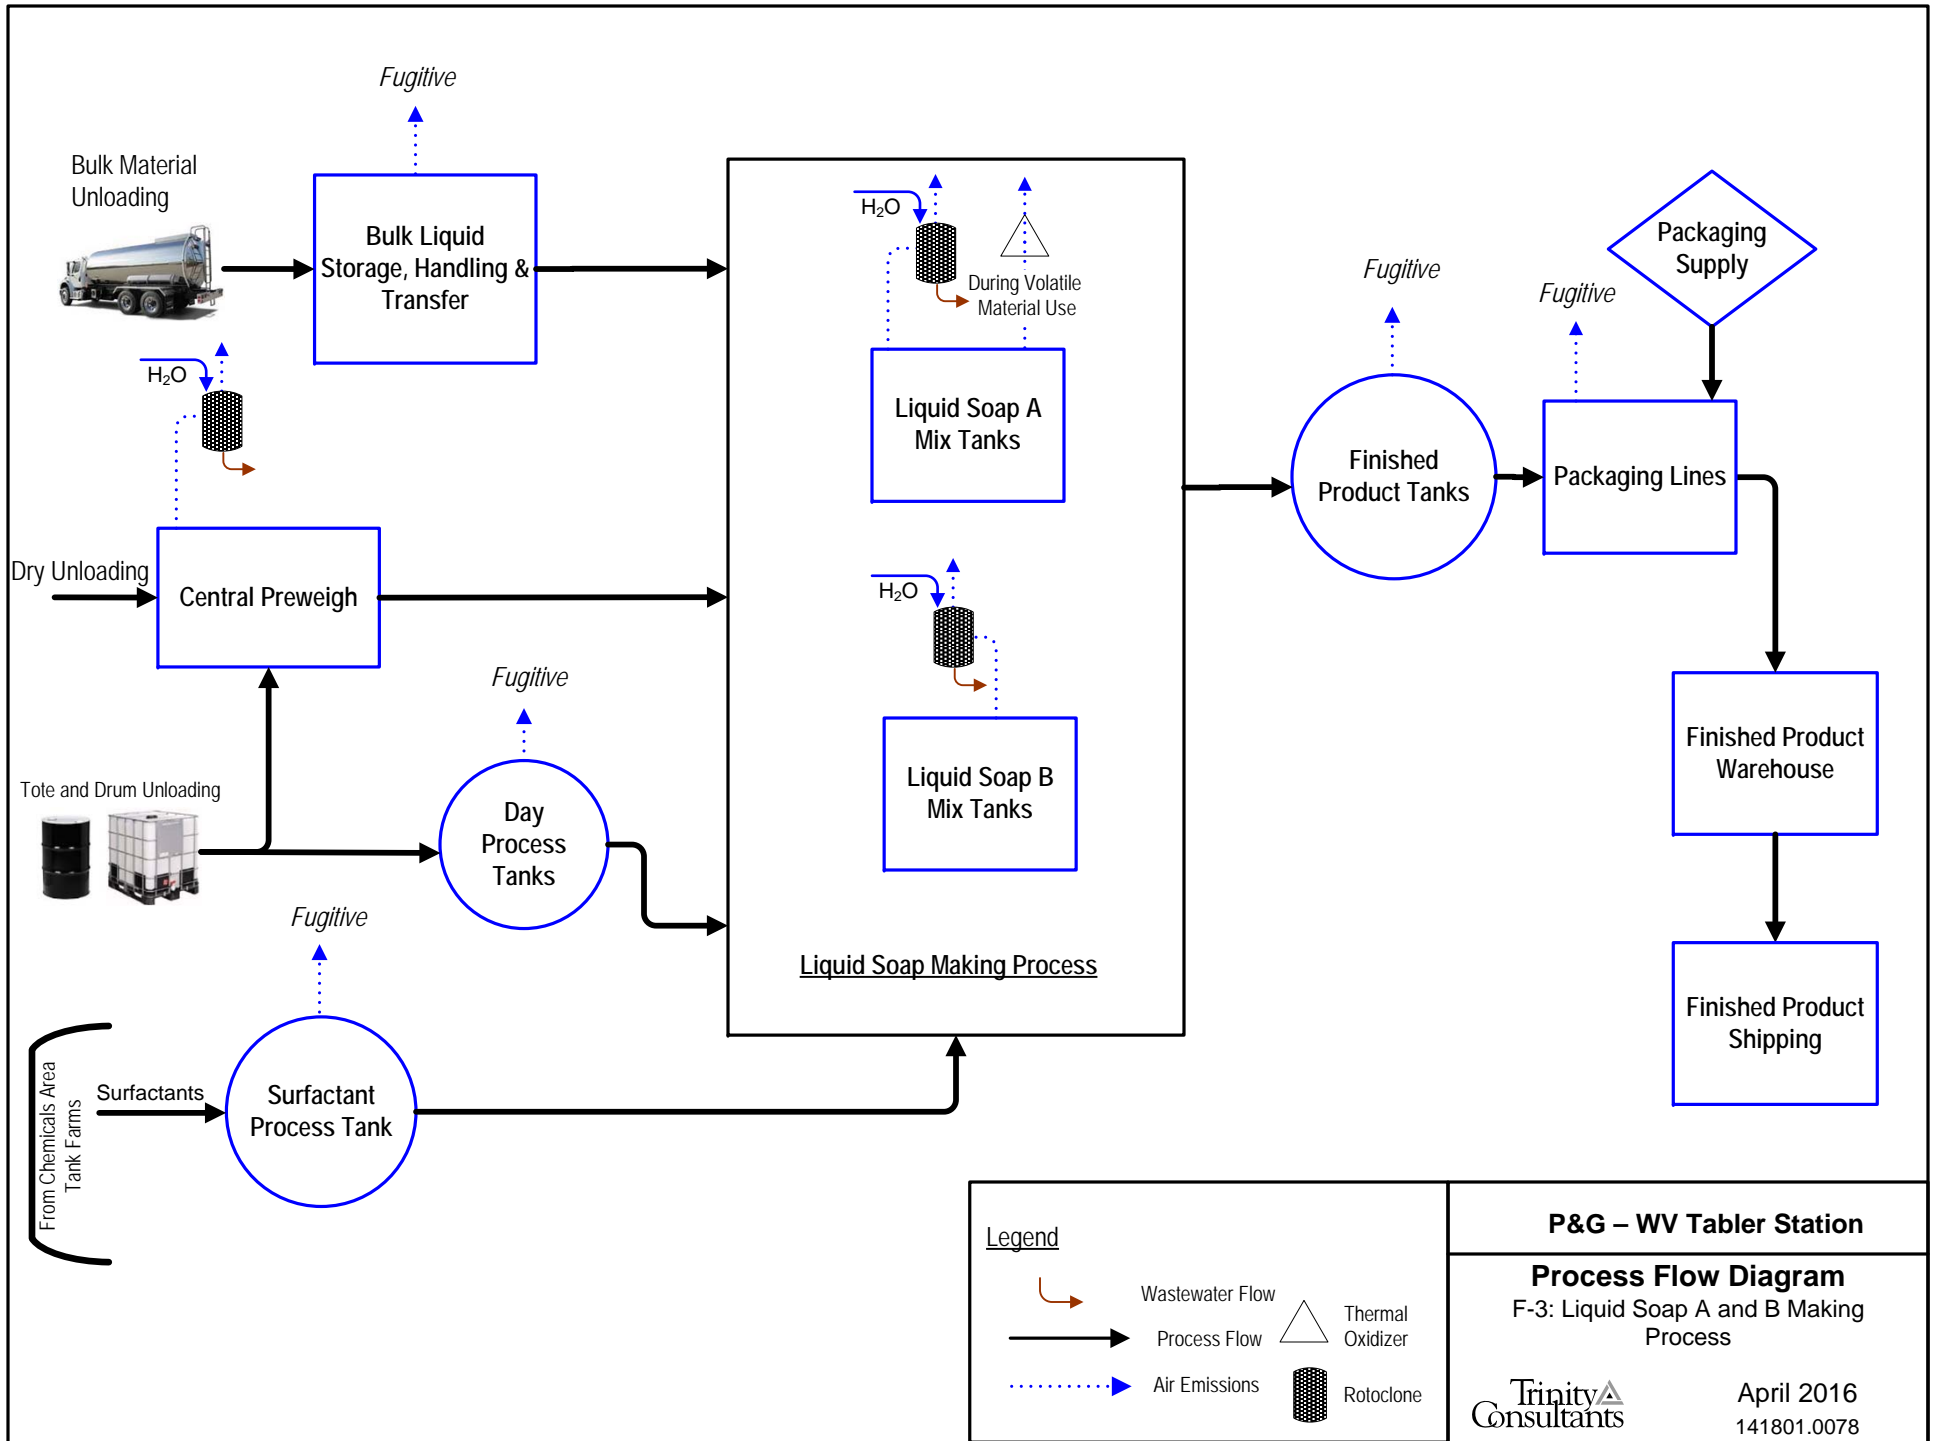 Fugitive
Bulk Material
Unloading
Bulk Liquid
Storage, Handling &
Transfer
H₂O
Dry Unloading
Central Preweigh
Tote and Drum Unloading
Fugitive
Day
Process
Tanks
Fugitive
From Chemicals Area
Tank Farms
Surfactants
Surfactant
Process Tank
H₂O
During Volatile
Material Use
Liquid Soap A
Mix Tanks
H₂O
Liquid Soap B
Mix Tanks
Liquid Soap Making Process
Fugitive
Finished
Product Tanks
Fugitive
Packaging
Supply
Packaging Lines
Finished Product
Warehouse
Finished Product
Shipping
Legend
Wastewater Flow
Process Flow
Air Emissions
Thermal
Oxidizer
Rotoclone
P&G – WV Tabler Station
Process Flow Diagram
F-3: Liquid Soap A and B Making
Process
Trinity
Consultants
April 2016
141801.0078